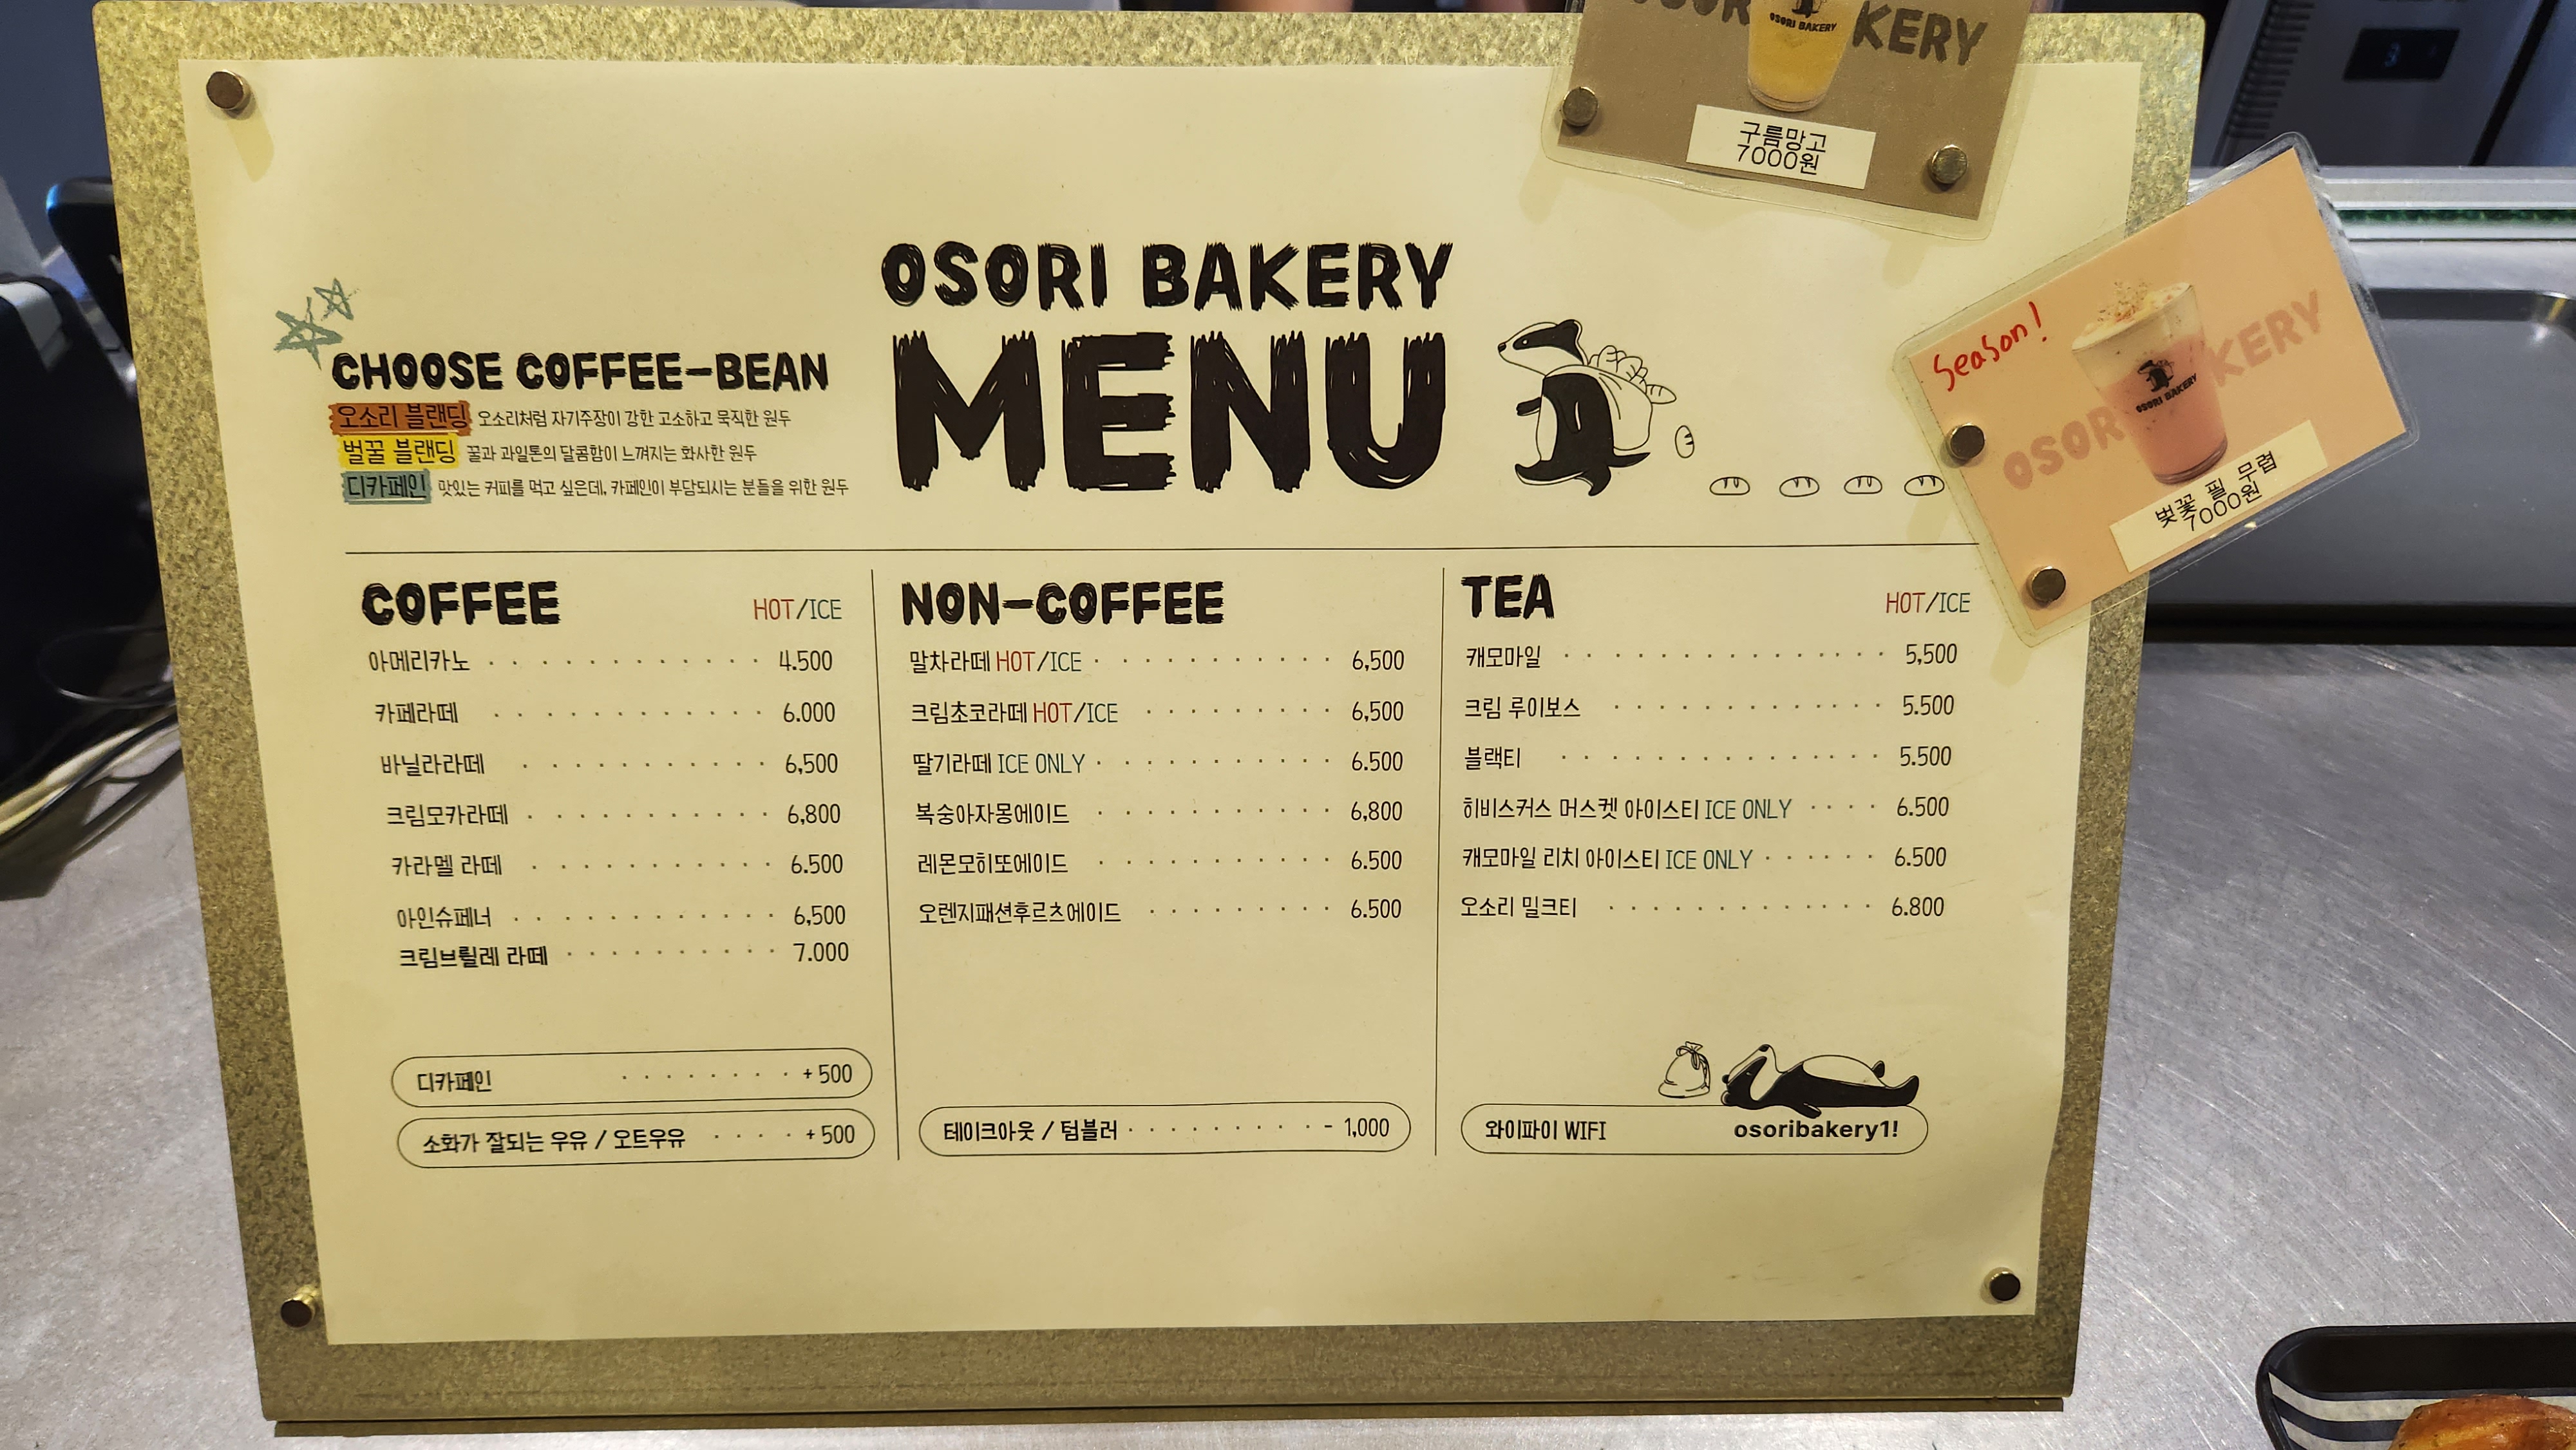 OSORI BAKERY
KERY
구름망고
7000원
Season!
OSORI BAKERY
KERY
OSOR
벚꽃 필 무렵
7000원
OSORI BAKERY
MENU
CHOOSE COFFEE-BEAN
오소리 블랜딩 오소리처럼 자기주장이 강한 고소하고 묵직한 원두
벌꿀 블랜딩 꿀과 과일톤의 달콤함이 느껴지는 화사한 원두
디카페인 맛있는 커피를 먹고 싶은데, 카페인이 부담되시는 분들을 위한 원두
COFFEE HOT/ICE
아메리카노 4.500
카페라떼 6.000
바닐라라떼 6,500
크림모카라떼 6,800
카라멜 라떼 6.500
아인슈페너 6,500
크림브륄레 라떼 7.000
디카페인 +500
소화가 잘되는 우유 / 오트우유 +500
NON-COFFEE
말차라떼 HOT/ICE 6,500
크림초코라떼 HOT/ICE 6,500
딸기라떼 ICE ONLY 6.500
복숭아자몽에이드 6,800
레몬모히또에이드 6.500
오렌지패션후르츠에이드 6.500
테이크아웃 / 텀블러 - 1,000
TEA HOT/ICE
캐모마일 5,500
크림 루이보스 5.500
블랙티 5.500
히비스커스 머스켓 아이스티 ICE ONLY 6.500
캐모마일 리치 아이스티 ICE ONLY 6.500
오소리 밀크티 6.800
와이파이 WIFI osoribakery1!